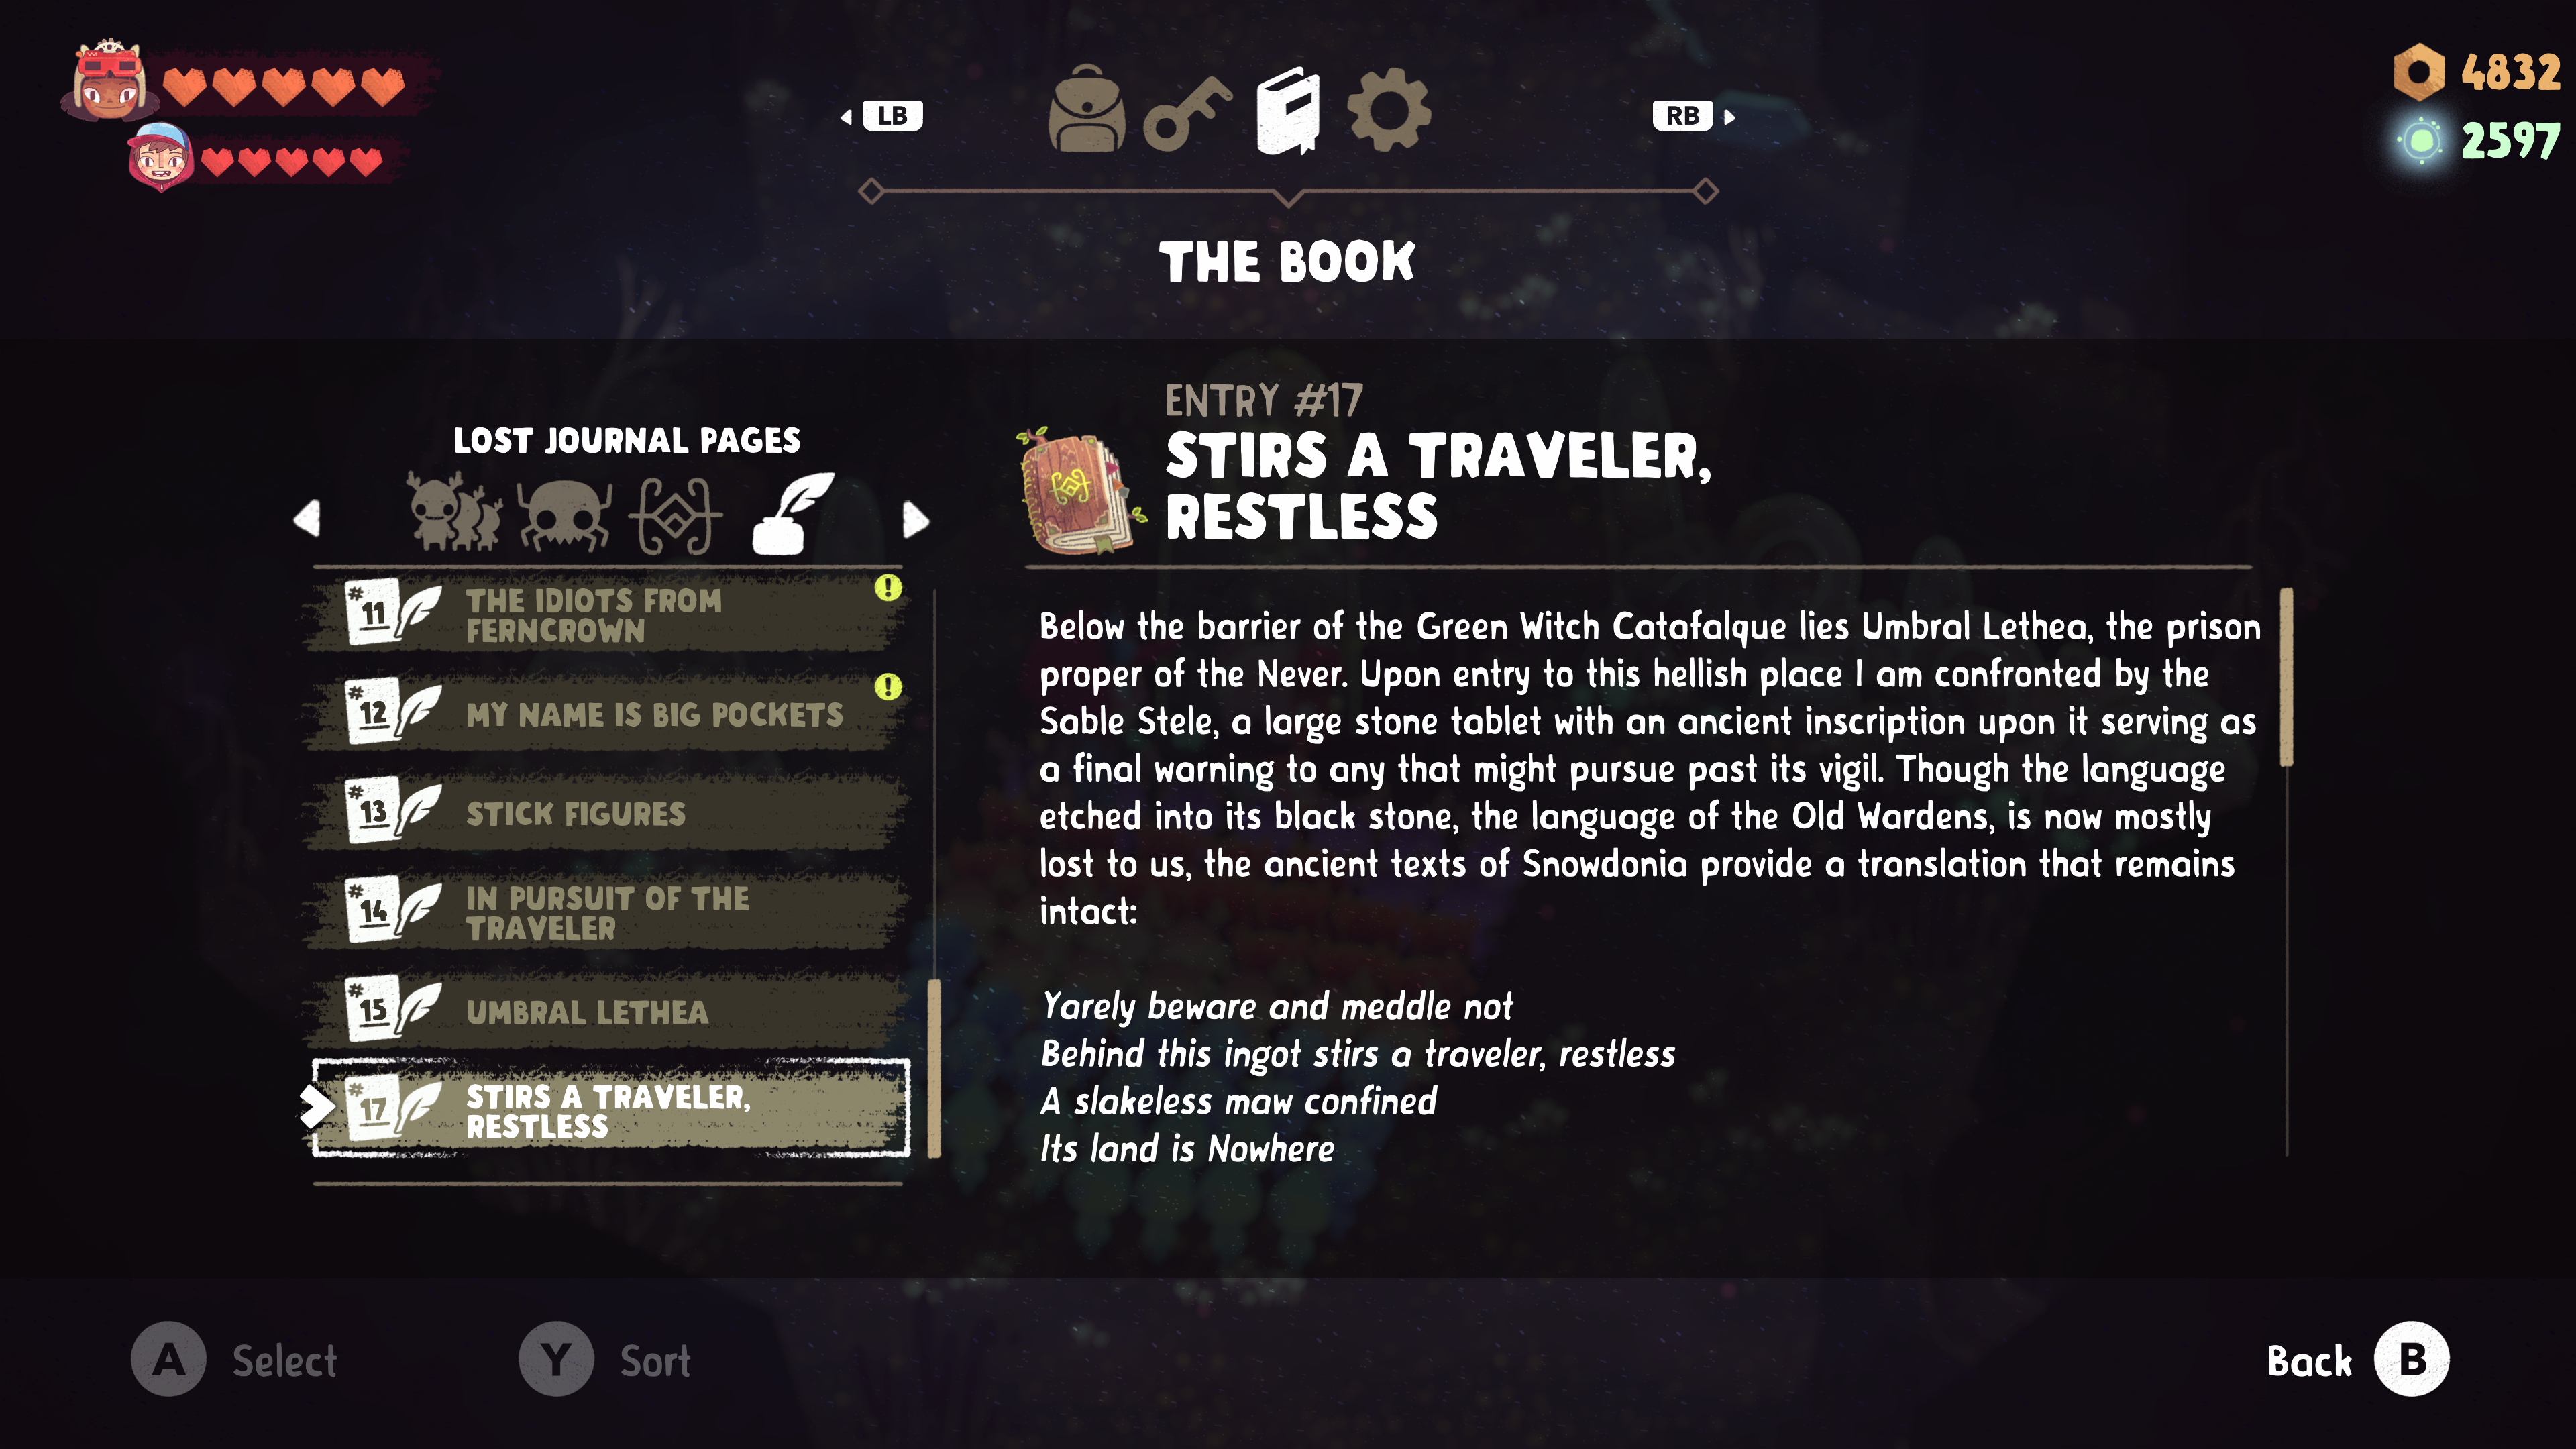 4832
2597
LB
RB
THE BOOK
LOST JOURNAL PAGES
#11
THE IDIOTS FROM
FERNCROWN
!
#12
MY NAME IS BIG POCKETS
!
#13
STICK FIGURES
#14
IN PURSUIT OF THE
TRAVELER
#15
UMBRAL LETHEA
#17
STIRS A TRAVELER,
RESTLESS
ENTRY #17
STIRS A TRAVELER,
RESTLESS
Below the barrier of the Green Witch Catafalque lies Umbral Lethea, the prison
proper of the Never. Upon entry to this hellish place I am confronted by the
Sable Stele, a large stone tablet with an ancient inscription upon it serving as
a final warning to any that might pursue past its vigil. Though the language
etched into its black stone, the language of the Old Wardens, is now mostly
lost to us, the ancient texts of Snowdonia provide a translation that remains
intact:
Yarely beware and meddle not
Behind this ingot stirs a traveler, restless
A slakeless maw confined
Its land is Nowhere
A Select
Y Sort
Back B